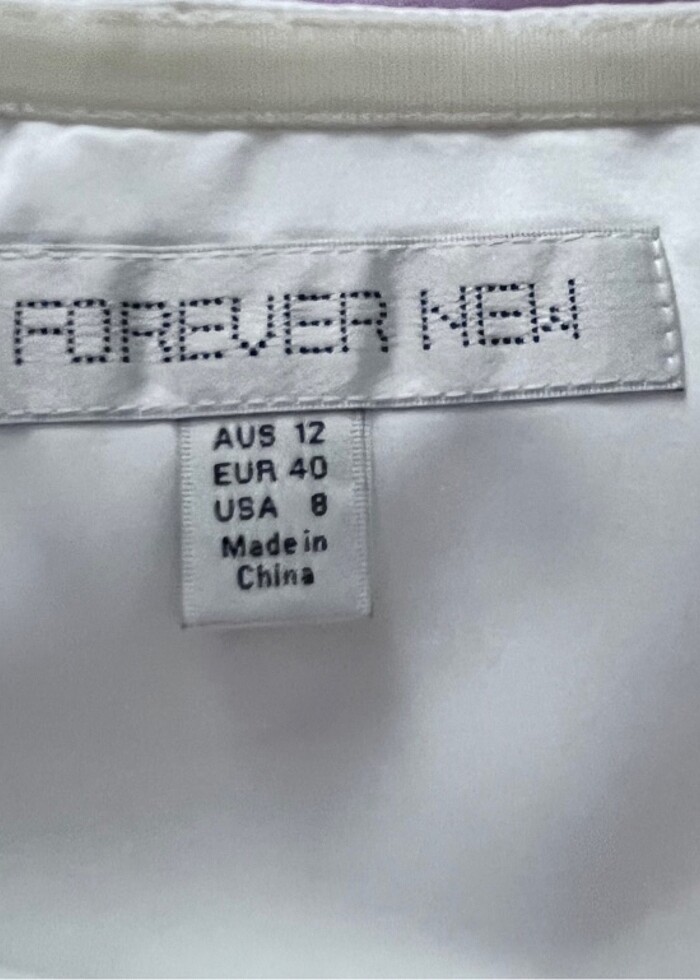 FOREVER NEW
AUS 12
EUR 40
USA 8
Made in
China